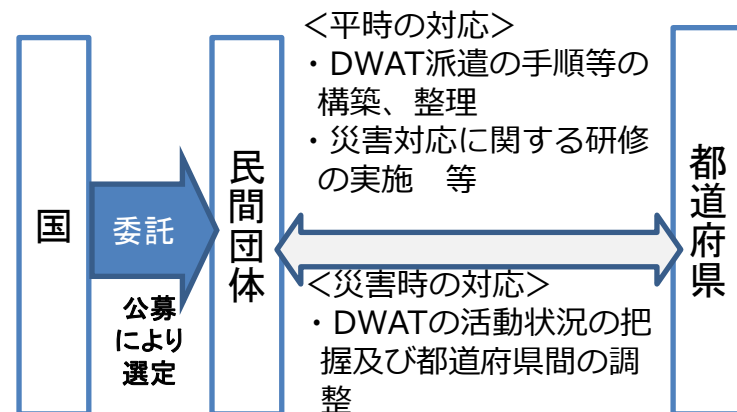 国
委託
公募
により
選定
民間団体
＜平時の対応＞
・DWAT派遣の手順等の
構築、整理
・災害対応に関する研修
の実施　等
＜災害時の対応＞
・DWATの活動状況の把
握及び都道府県間の調
整
都道府県